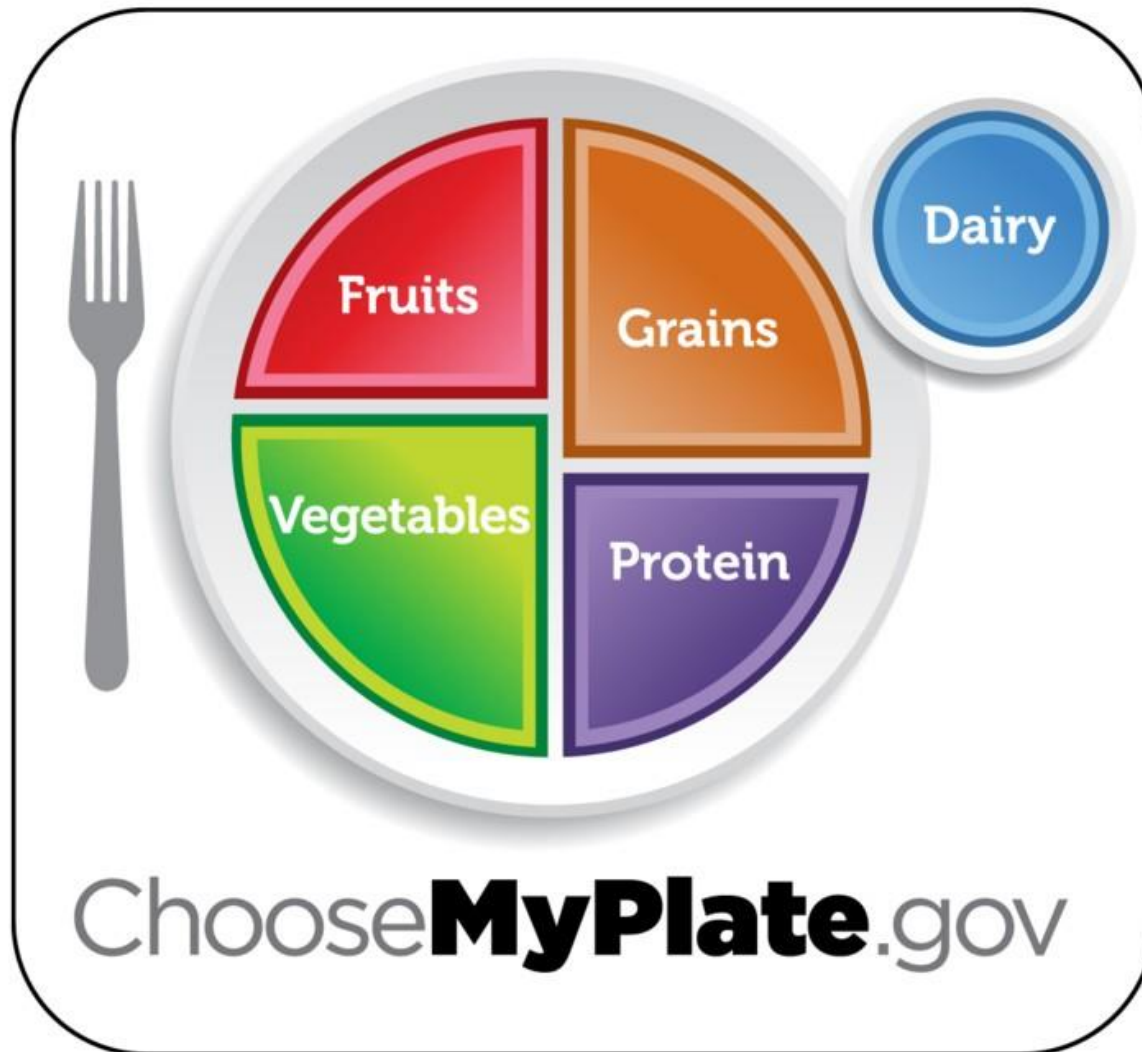 Fruits
Grains
Dairy
Vegetables
Protein
ChooseMyPlate.gov